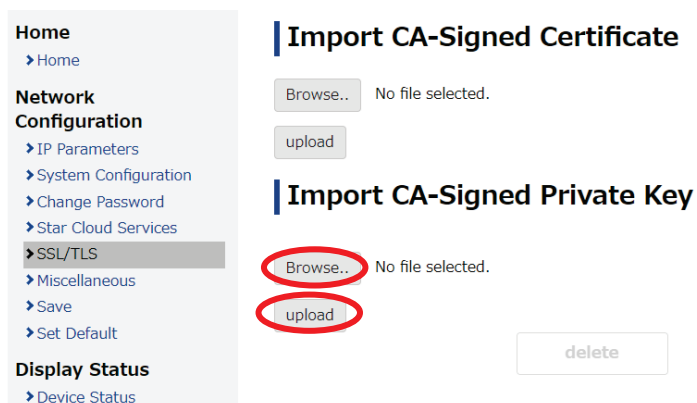 Home
Home
Network
Configuration
IP Parameters
System Configuration
Change Password
Star Cloud Services
SSL/TLS
Miscellaneous
Save
Set Default
Display Status
Device Status
Import CA-Signed Certificate
Browse.. No file selected.
upload
Import CA-Signed Private Key
Browse.. No file selected.
upload
delete